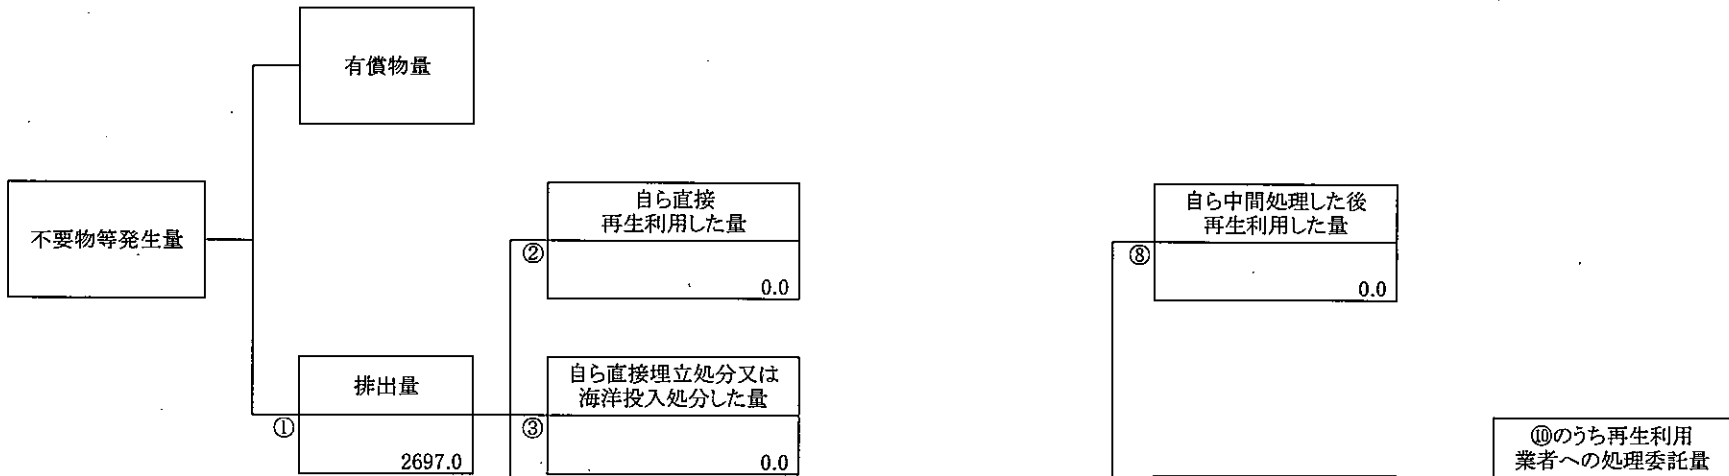 有償物量
不要物等発生量
自ら直接
再生利用した量
②
0.0
自ら中間処理した後
再生利用した量
⑧
0.0
排出量
①
2697.0
自ら直接埋立処分又は
海洋投入処分した量
③
0.0
⑩のうち再生利用
業者への処理委託量